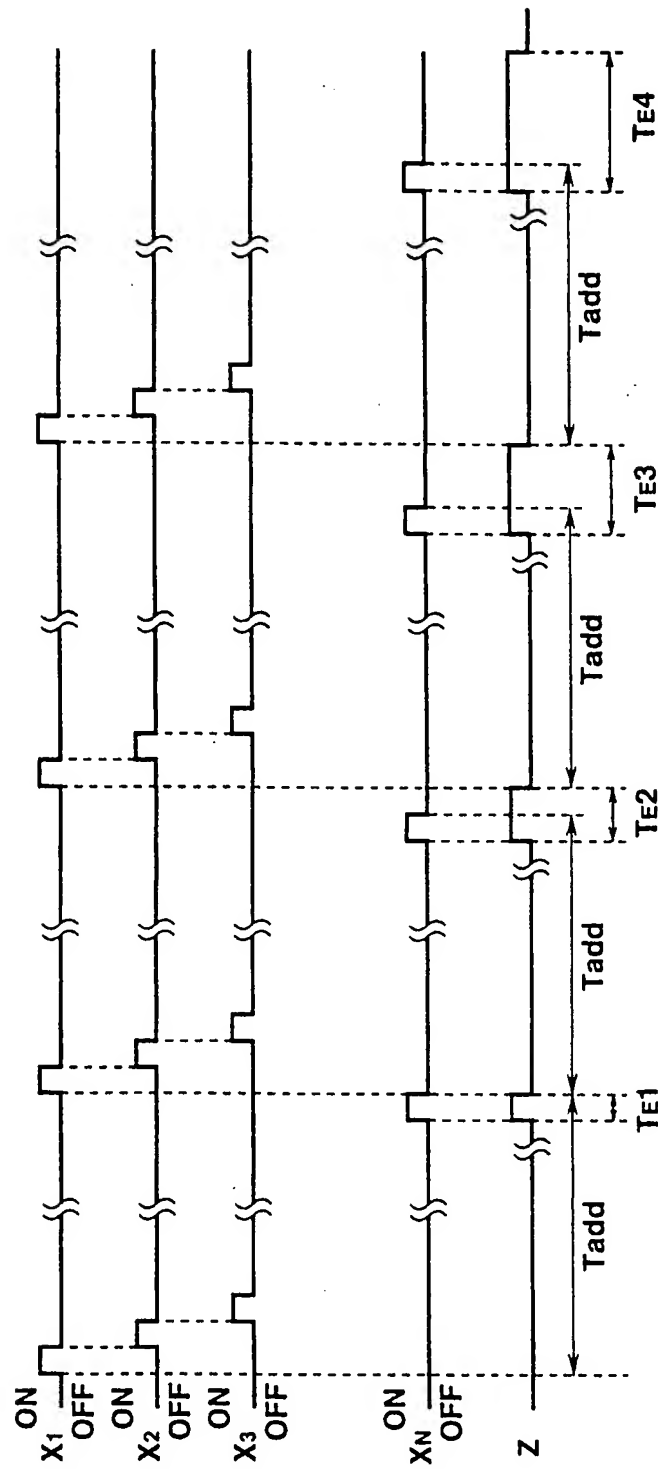 ON
X1
OFF
ON
X2
OFF
ON
X3
OFF
ON
XN
OFF
Z
Tadd
Tadd
Tadd
Tadd
TE1
TE2
TE3
TE4